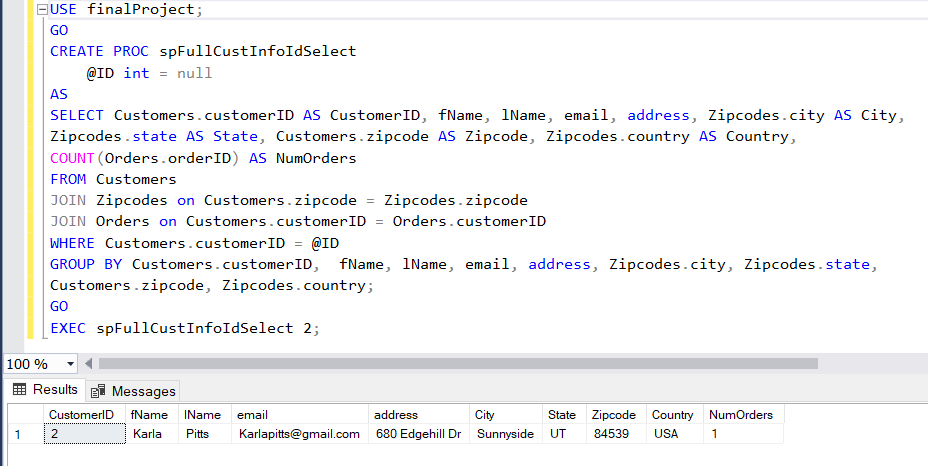 USE finalProject;
GO
CREATE PROC spFullCustInfoIdSelect
@ID int = null
AS
SELECT Customers.customerID AS CustomerID, fName, lName, email, address, Zipcodes.city AS City,
Zipcodes.state AS State, Customers.zipcode AS Zipcode, Zipcodes.country AS Country,
COUNT(Orders.orderID) AS NumOrders
FROM Customers
JOIN Zipcodes on Customers.zipcode = Zipcodes.zipcode
JOIN Orders on Customers.customerID = Orders.customerID
WHERE Customers.customerID = @ID
GROUP BY Customers.customerID,  fName, lName, email, address, Zipcodes.city, Zipcodes.state,
Customers.zipcode, Zipcodes.country;
GO
EXEC spFullCustInfoIdSelect 2;
100 %
Results Messages
CustomerID fName lName email address City State Zipcode Country NumOrders
1 2 Karla Pitts Karlapitts@gmail.com 680 Edgehill Dr Sunnyside UT 84539 USA 1